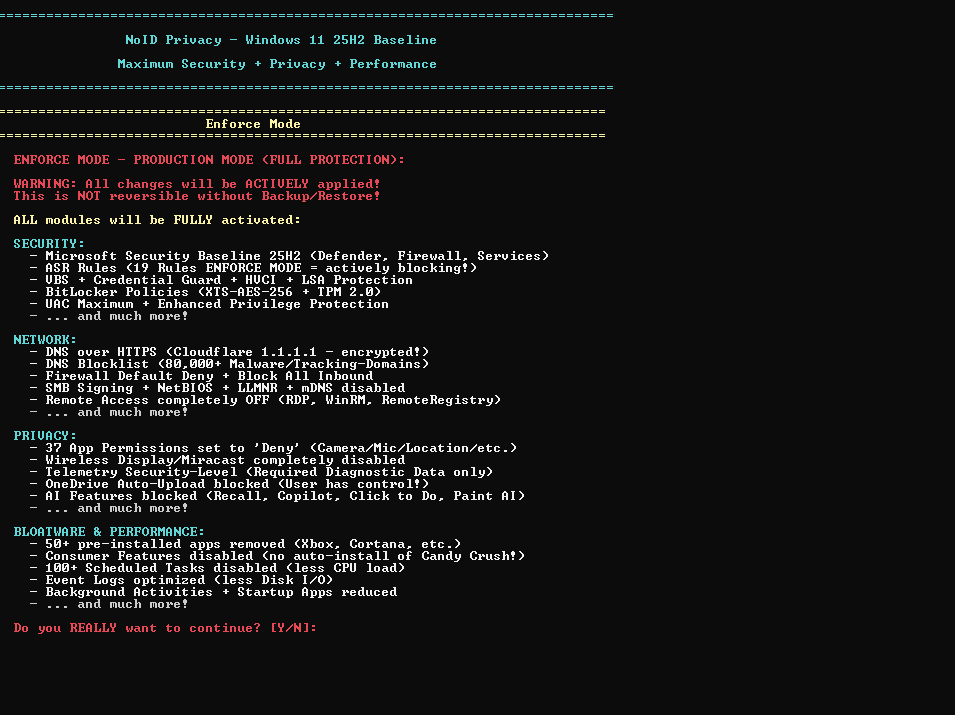 ================================================================================
NoID Privacy - Windows 11 25H2 Baseline
Maximum Security + Privacy + Performance
================================================================================
================================================================================
Enforce Mode
================================================================================
ENFORCE MODE - PRODUCTION MODE (FULL PROTECTION):
WARNING: All changes will be ACTIVELY applied!
This is NOT reversible without Backup/Restore!
ALL modules will be FULLY activated:
SECURITY:
- Microsoft Security Baseline 25H2 (Defender, Firewall, Services)
- ASR Rules (19 Rules ENFORCE MODE = actively blocking!)
- VBS + Credential Guard + HVCI + LSA Protection
- BitLocker Policies (XTS-AES-256 + TPM 2.0)
- UAC Maximum + Enhanced Privilege Protection
- ... and much more!
NETWORK:
- DNS over HTTPS (Cloudflare 1.1.1.1 - encrypted!)
- DNS Blocklist (80,000+ Malware/Tracking-Domains)
- Firewall Default Deny + Block All Inbound
- SMB Signing + NetBIOS + LLMNR + mDNS disabled
- Remote Access completely OFF (RDP, WinRM, RemoteRegistry)
- ... and much more!
PRIVACY:
- 37 App Permissions set to 'Deny' (Camera/Mic/Location/etc.)
- Wireless Display/Miracast completely disabled
- Telemetry Security-Level (Required Diagnostic Data only)
- OneDrive Auto-Upload blocked (User has control!)
- AI Features blocked (Recall, Copilot, Click to Do, Paint AI)
- ... and much more!
BLOATWARE & PERFORMANCE:
- 50+ pre-installed apps removed (Xbox, Cortana, etc.)
- Consumer Features disabled (no auto-install of Candy Crush!)
- 100+ Scheduled Tasks disabled (less CPU load)
- Event Logs optimized (less Disk I/O)
- Background Activities + Startup Apps reduced
- ... and much more!
Do you REALLY want to continue? [Y/N]: